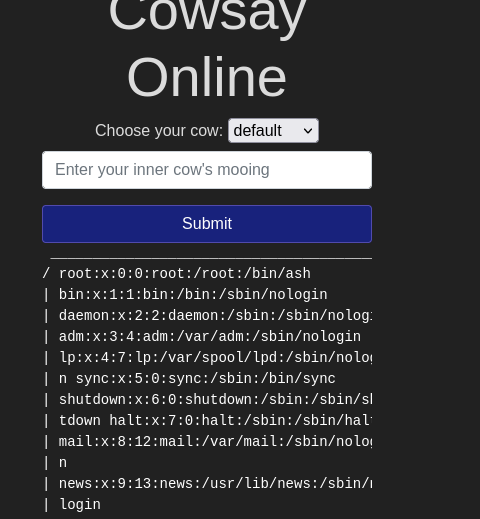 Cowsay
Online
Choose your cow: default
Enter your inner cow's mooing
Submit
 ______________________________________
/ root:x:0:0:root:/root:/bin/ash
| bin:x:1:1:bin:/bin:/sbin/nologin
| daemon:x:2:2:daemon:/sbin:/sbin/nologi
| adm:x:3:4:adm:/var/adm:/sbin/nologin
| lp:x:4:7:lp:/var/spool/lpd:/sbin/nolog
| n sync:x:5:0:sync:/sbin:/bin/sync
| shutdown:x:6:0:shutdown:/sbin:/sbin/sh
| tdown halt:x:7:0:halt:/sbin:/sbin/halt
| mail:x:8:12:mail:/var/mail:/sbin/nolog
| n
| news:x:9:13:news:/usr/lib/news:/sbin/n
| login